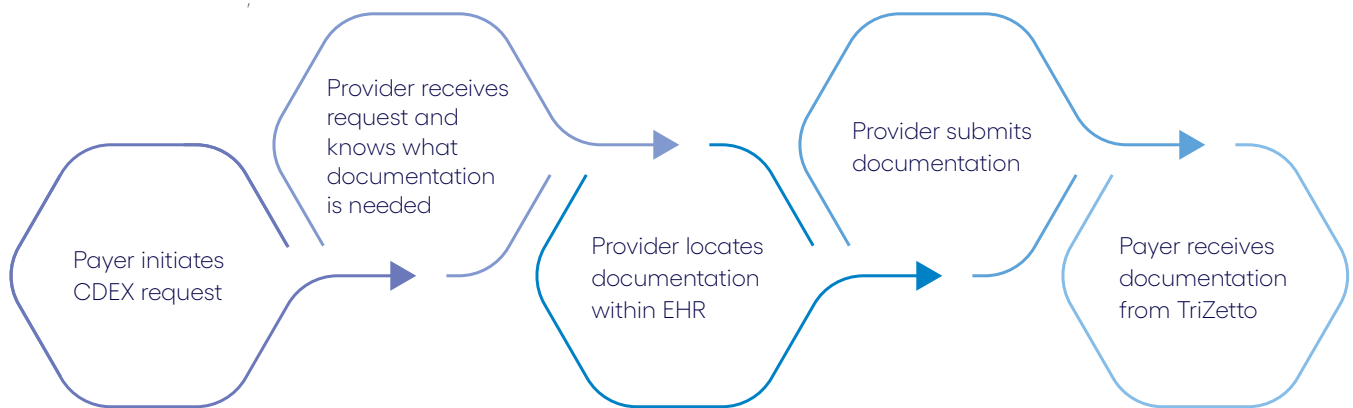 Payer initiates
CDEX request
Provider receives
request and
knows what
documentation
is needed
Provider locates
documentation
within EHR
Provider submits
documentation
Payer receives
documentation
from TriZetto